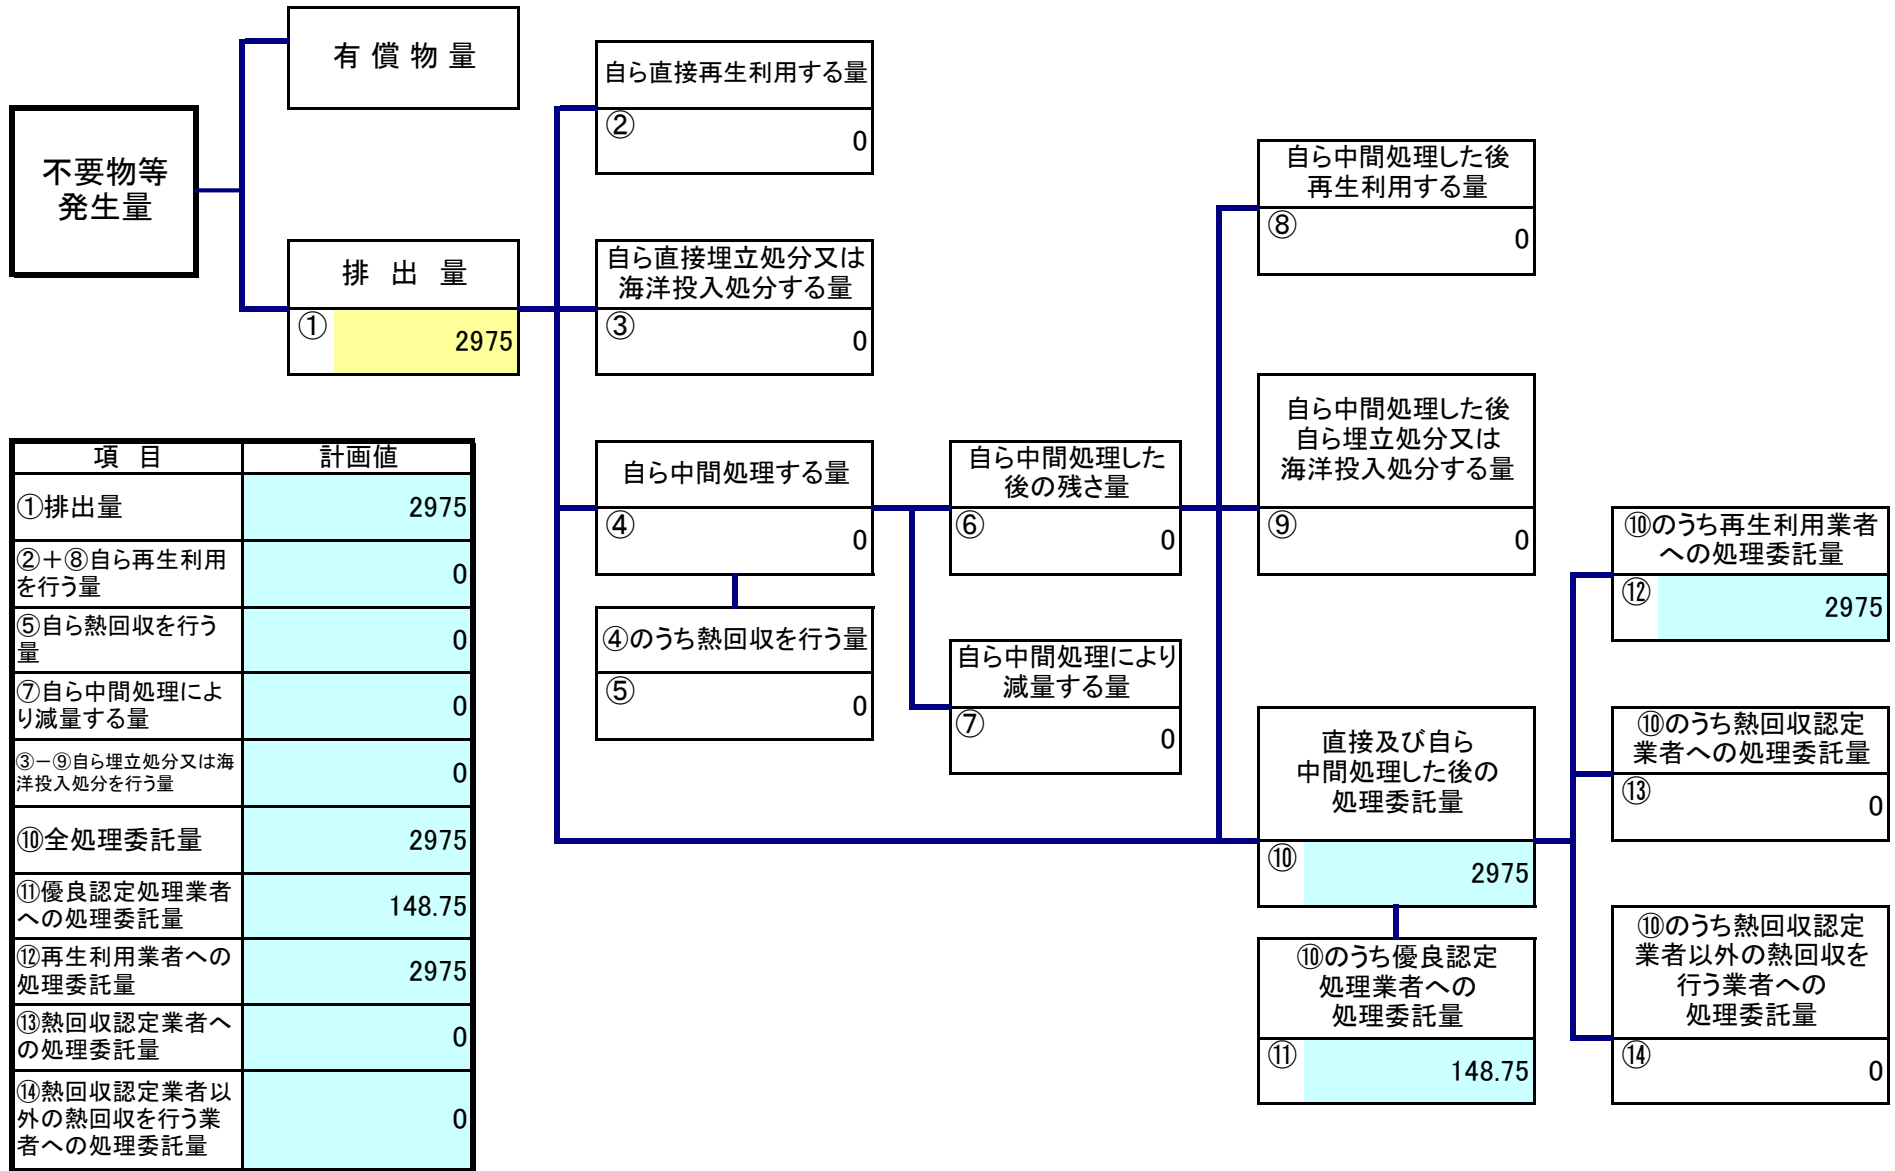 有 償 物 量
自ら直接再生利用する量
②
0
不要物等
発生量
自ら中間処理した後
再生利用する量
⑧
0
排 出 量
①
2975
自ら直接埋立処分又は
海洋投入処分する量
③
0
自ら中間処理した後
自ら埋立処分又は
海洋投入処分する量
⑨
0
自ら中間処理する量
④
0
自ら中間処理した
後の残さ量
⑥
0
④のうち熱回収を行う量
⑤
0
自ら中間処理により
減量する量
⑦
0
直接及び自ら
中間処理した後の
処理委託量
⑩
2975
⑩のうち優良認定
処理業者への
処理委託量
⑪
148.75
⑩のうち再生利用業者
への処理委託量
⑫
2975
⑩のうち熱回収認定
業者への処理委託量
⑬
0
⑩のうち熱回収認定
業者以外の熱回収を
行う業者への
処理委託量
⑭
0
項 目 計画値
①排出量 2975
②＋⑧自ら再生利用
を行う量 0
⑤自ら熱回収を行う
量 0
⑦自ら中間処理によ
り減量する量 0
③－⑨自ら埋立処分又は海
洋投入処分を行う量 0
⑩全処理委託量 2975
⑪優良認定処理業者
への処理委託量 148.75
⑫再生利用業者への
処理委託量 2975
⑬熱回収認定業者へ
の処理委託量 0
⑭熱回収認定業者以
外の熱回収を行う業
者への処理委託量 0